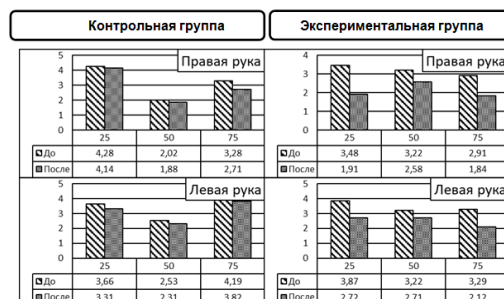 Контрольная группа
Экспериментальная группа
Правая рука
5
4
3
2
1
0
25 50 75
До 4,28 2,02 3,28
После 4,14 1,88 2,71
Правая рука
4
3
2
1
0
25 50 75
До 3,48 3,22 2,91
После 1,91 2,58 1,84
Левая рука
5
4
3
2
1
0
25 50 75
До 3,66 2,53 4,19
После 3,31 2,31 3,82
Левая рука
5
4
3
2
1
0
25 50 75
До 3,87 3,22 3,29
После 2,72 2,71 2,12